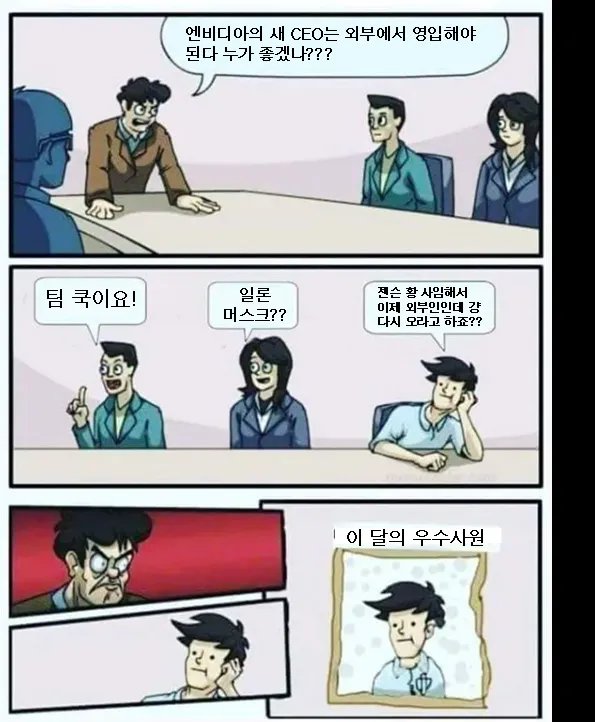 엔비디아의 새 CEO는 외부에서 영입해야
된다 누가 좋겠나???
팀 쿡이요!
일론
머스크??
젠슨 황 사임해서
이제 외부인인데 걍
다시 오라고 하죠??
이 달의 우수사원